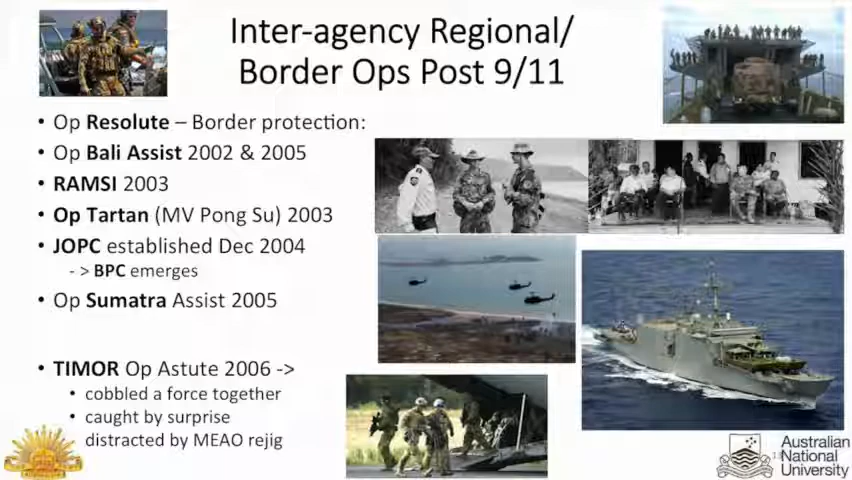 Inter-agency Regional/
Border Ops Post 9/11
• Op Resolute – Border protection:
• Op Bali Assist 2002 & 2005
• RAMSI 2003
• Op Tartan (MV Pong Su) 2003
• JOPC established Dec 2004
- > BPC emerges
• Op Sumatra Assist 2005
• TIMOR Op Astute 2006 ->
• cobbled a force together
• caught by surprise
distracted by MEAO rejig
Australian
National
University